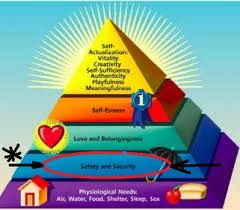 Self-
Actualization:
Vitality
Creativity
Self-Sufficiency
Authenticity
Playfulness
Meaningfulness
Self-Esteem
1
Love and Belongingness
Safety and Security
Physiological Needs:
Air, Water, Food, Shelter, Sleep, Sex